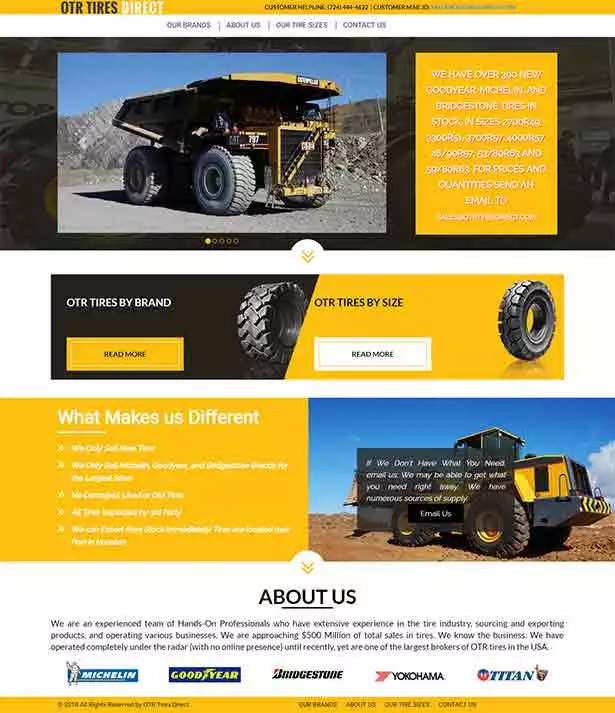 OTR TIRES DIRECT
CUSTOMER HELPLINE: (724) 444-4622 | CUSTOMER MAIL ID:
OUR BRANDS | ABOUT US | OUR TIRE SIZES | CONTACT US
CATERPILLAR
797
WE HAVE OVER 300 NEW
GOODYEAR, MICHELIN, AND
BRIDGESTONE TIRES IN
STOCK, IN SIZES 2700R49,
3300R51, 3700R57, 4000R57,
46/90R57, 53/80R63 AND
59/80R63. FOR PRICES AND
QUANTITIES SEND AN
EMAIL TO
OTR TIRES BY BRAND
READ MORE
OTR TIRES BY SIZE
READ MORE
What Makes us Different
We Only Sell New Tires
We Only Sell Michelin, Goodyear, and Bridgestone Brands for
the Largest Sizes
No Damaged, Used or Old Tires
All Tires Inspected by 3rd Party
We can Export from Stock Immediately. Tires are located near
Port in Houston
If We Don't Have What You Need,
email us. We may be able to get what
you need right away. We have
numerous sources of supply.
Email Us
ABOUT US
We are an experienced team of Hands-On Professionals who have extensive experience in the tire industry, sourcing and exporting
products, and operating various businesses. We are approaching $500 Million of total sales in tires. We know the business. We have
operated completely under the radar (with no online presence) until recently, yet are one of the largest brokers of OTR tires in the USA.
MICHELIN GOODYEAR BRIDGESTONE YOKOHAMA TITAN
© 2018 All Rights Reserved by OTR Tires Direct. OUR BRANDS ABOUT US OUR TIRE SIZES CONTACT US